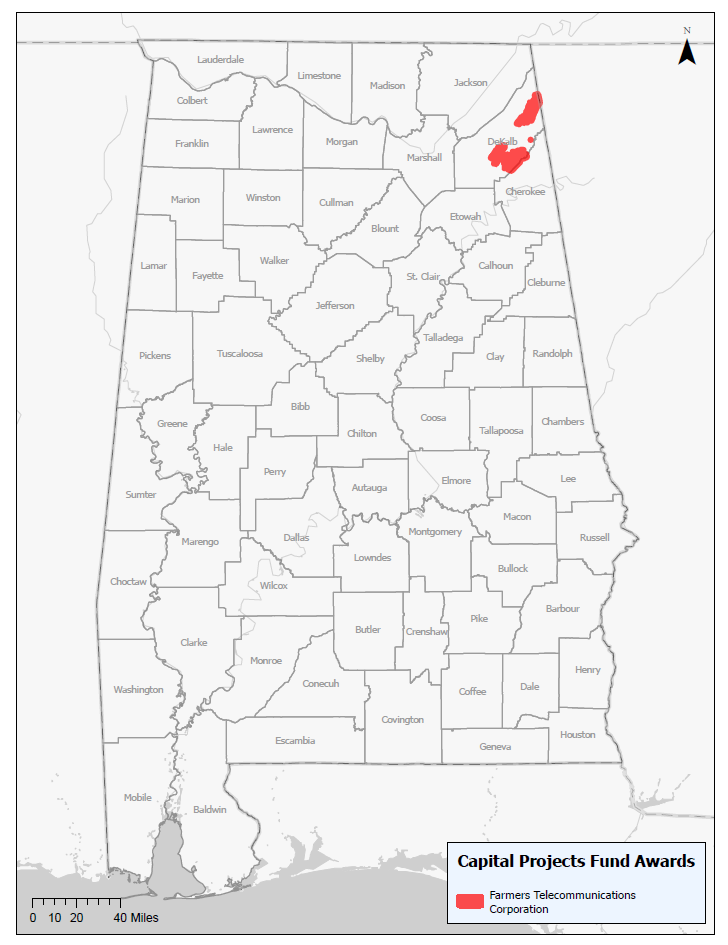 N
Lauderdale
Limestone
Madison
Jackson
Colbert
Lawrence
Franklin
Morgan
DeKalb
Marshall
Cherokee
Marion
Winston
Cullman
Etowah
Blount
Walker
Lamar
Fayette
St. Clair
Calhoun
Cleburne
Jefferson
Talladega
Pickens
Tuscaloosa
Shelby
Clay
Randolph
Bibb
Coosa
Chambers
Greene
Tallapoosa
Chilton
Hale
Perry
Elmore
Lee
Autauga
Sumter
Macon
Montgomery
Dallas
Russell
Marengo
Lowndes
Bullock
Choctaw
Wilcox
Barbour
Pike
Butler
Crenshaw
Clarke
Monroe
Henry
Conecuh
Washington
Coffee
Dale
Covington
Houston
Escambia
Geneva
Mobile
Baldwin
Capital Projects Fund Awards
Farmers Telecommunications
Corporation
0 10 20 40 Miles